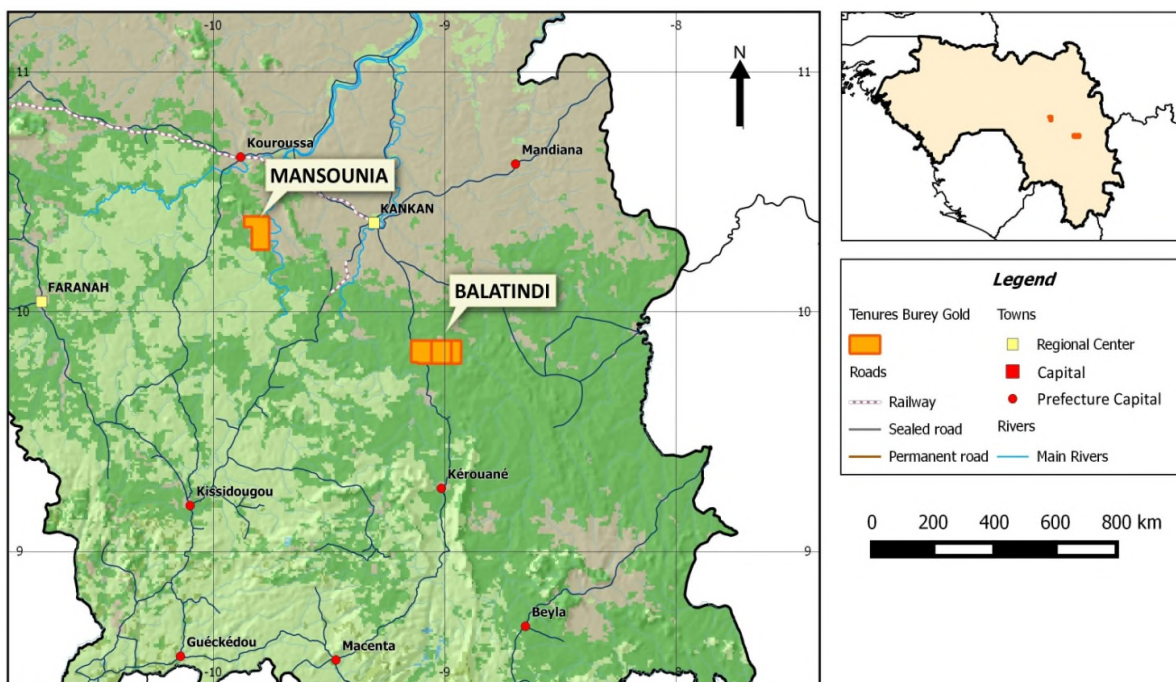 -10
-9
-8
11
11
N
Kouroussa
Mandiana
MANSOUNIA
KANKAN
FARANAH
10
10
BALATINDI
Kérouané
Kissidougou
9
9
Beyla
Guéckédou
Macenta
-10
-9
-8
Legend
Tenures Burey Gold
Towns
Regional Center
Roads
Capital
Railway
Prefecture Capital
Sealed road
Rivers
Permanent road
Main Rivers
0 200 400 600 800 km